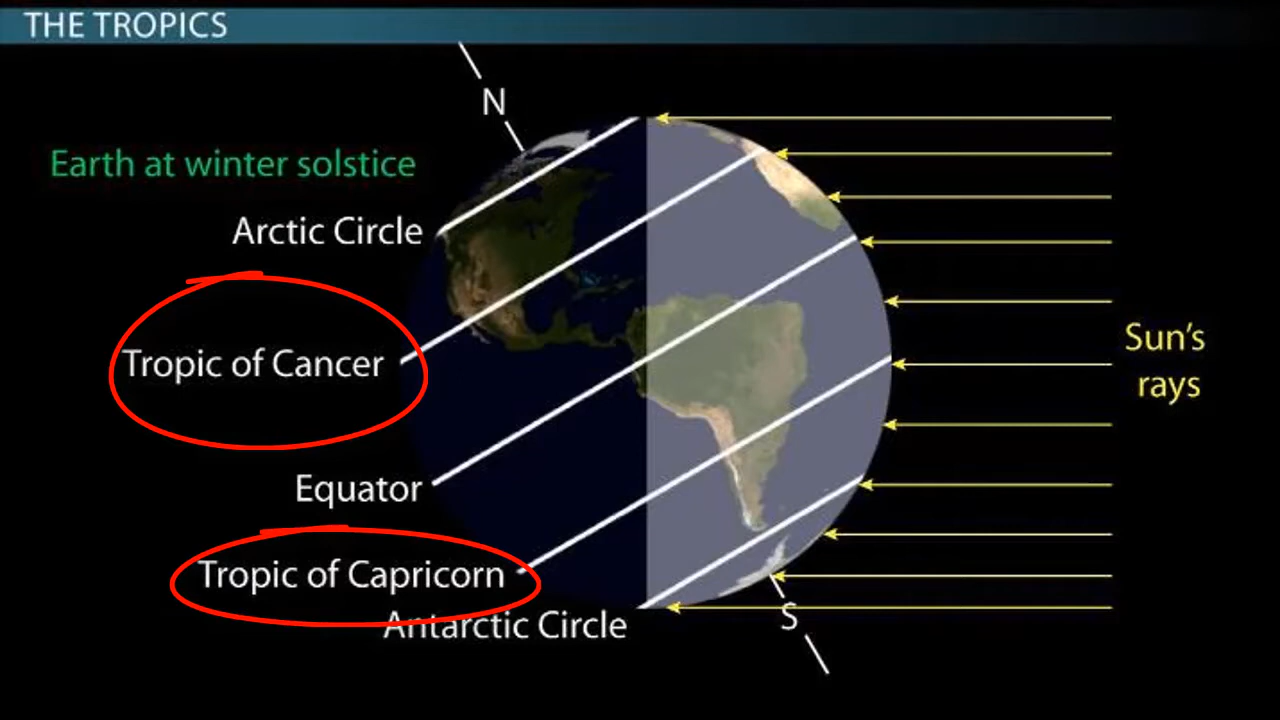 THE TROPICS
N
Earth at winter solstice
Arctic Circle
Tropic of Cancer
Sun's
rays
Equator
Tropic of Capricorn
Antarctic Circle
S